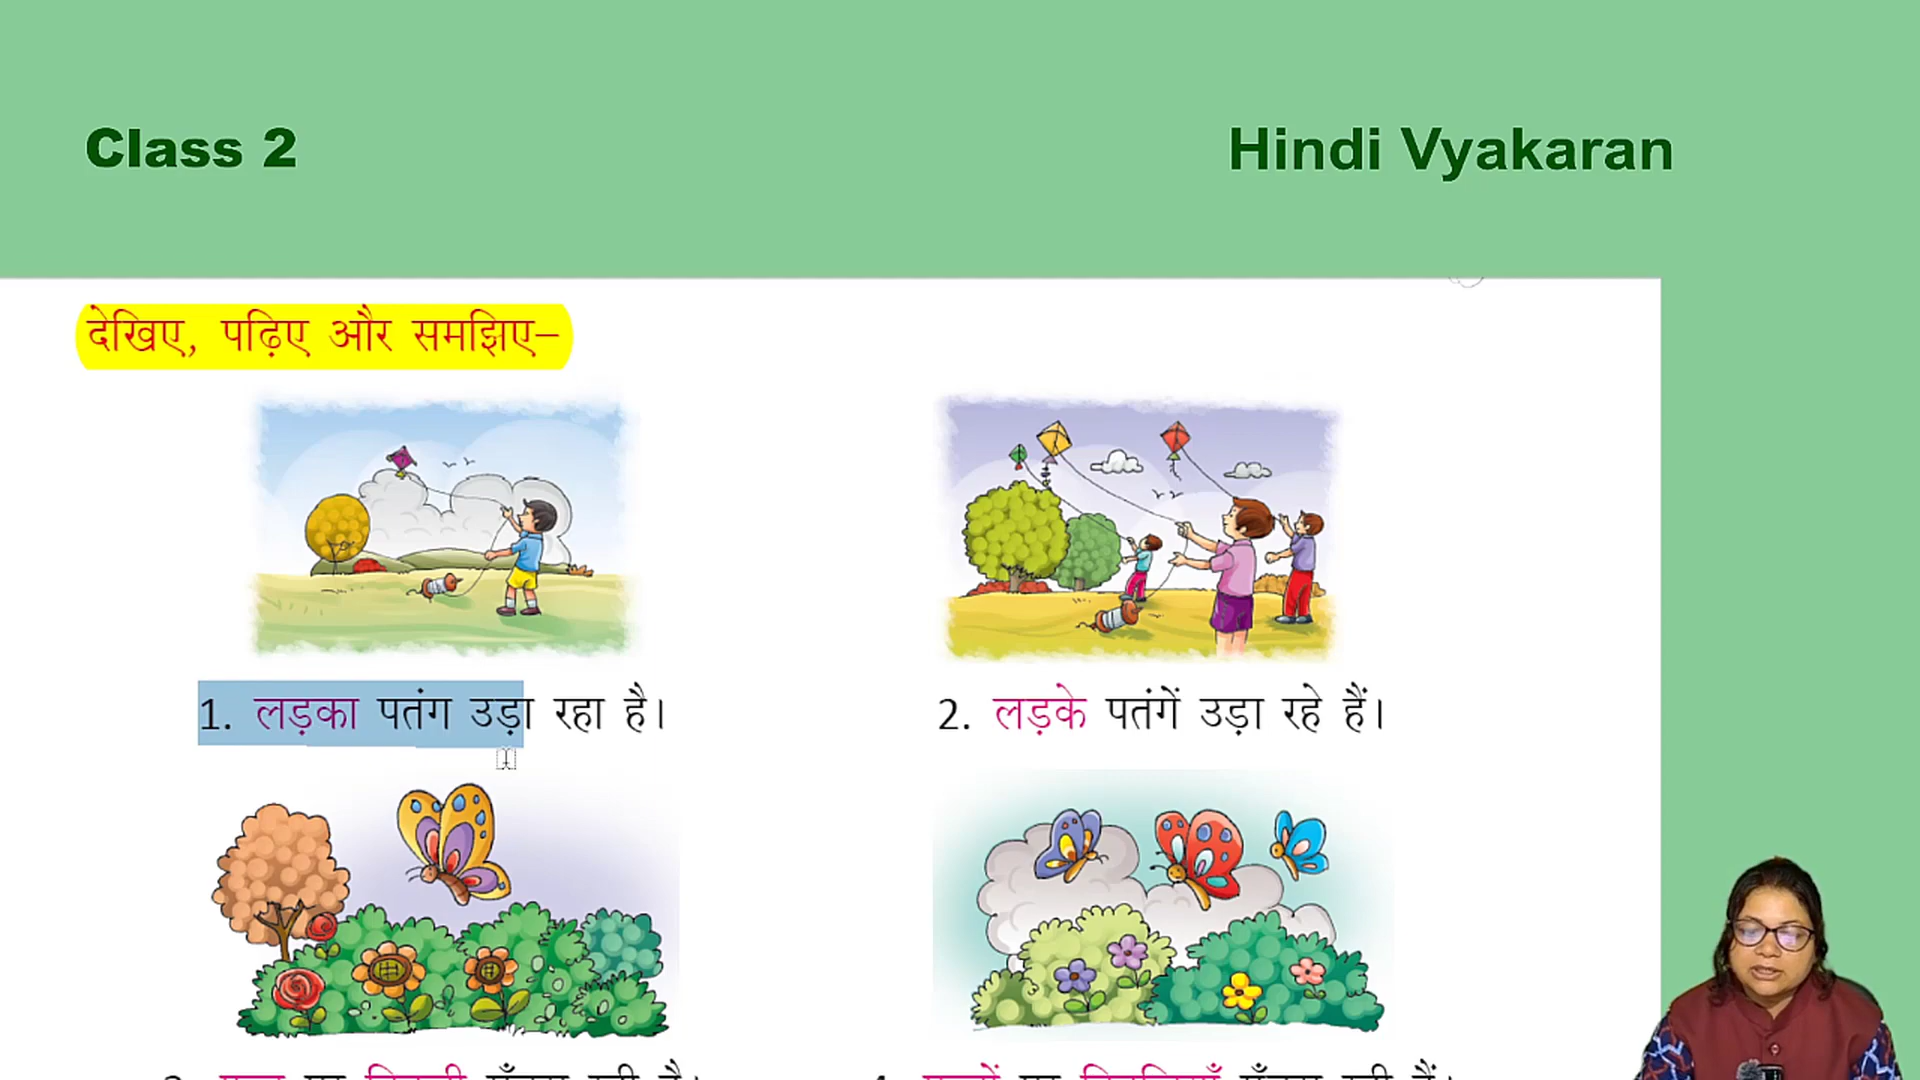 Class 2
Hindi Vyakaran
देखिए, पढ़िए और समझिए–
1. लड़का पतंग उड़ा रहा है।
2. लड़के पतंगें उड़ा रहे हैं।